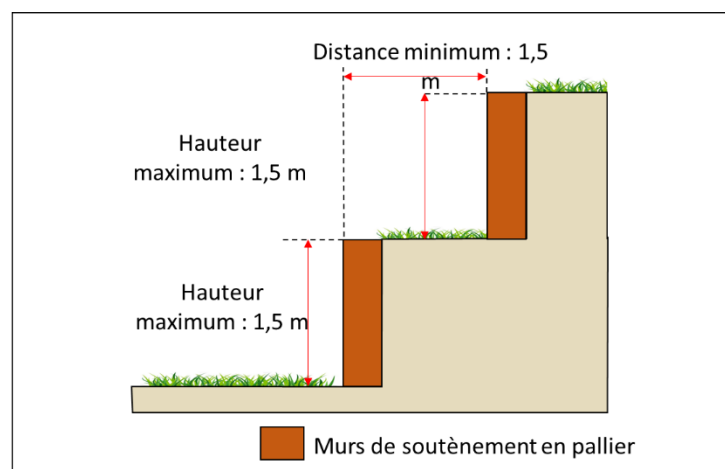 Distance minimum : 1,5
m
Hauteur
maximum : 1,5 m
Hauteur
maximum : 1,5 m
Murs de soutènement en pallier